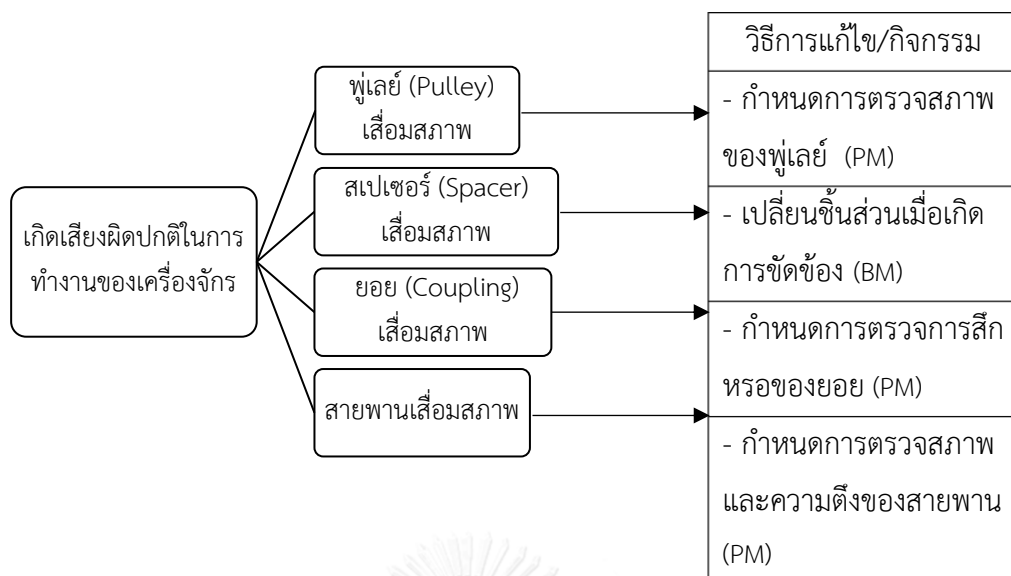 เกิดเสียงผิดปกติในการ
ทำงานของเครื่องจักร
พู่เลย์ (Pulley)
เสื่อมสภาพ
สเปเซอร์ (Spacer)
เสื่อมสภาพ
ยอย (Coupling)
เสื่อมสภาพ
สายพานเสื่อมสภาพ
วิธีการแก้ไข/กิจกรรม
- กำหนดการตรวจสภาพ
ของพู่เลย์ (PM)
- เปลี่ยนชิ้นส่วนเมื่อเกิด
การขัดข้อง (BM)
- กำหนดการตรวจการสึก
หรอของยอย (PM)
- กำหนดการตรวจสภาพ
และความตึงของสายพาน
(PM)